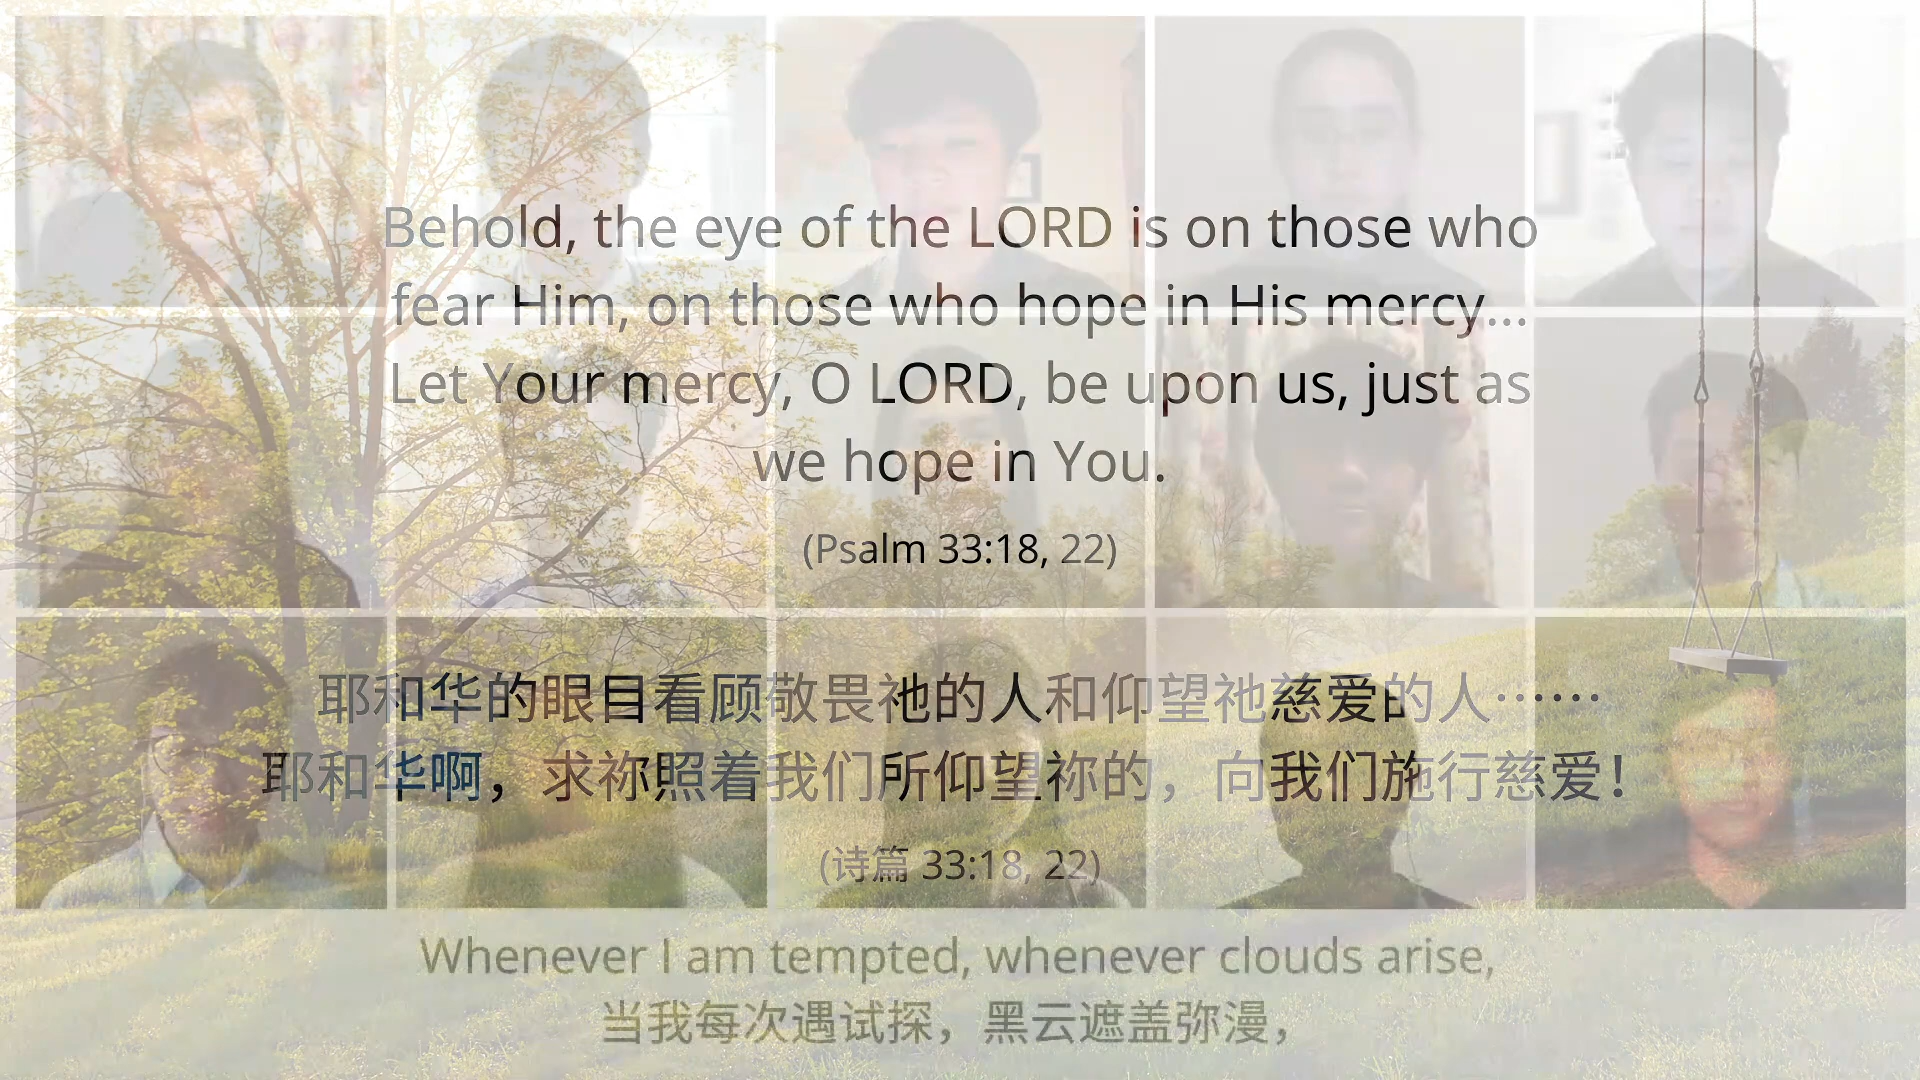 Behold, the eye of the LORD is on those who
fear Him, on those who hope in His mercy...
Let Your mercy, O LORD, be upon us, just as
we hope in You.
(Psalm 33:18, 22)
耶和华的眼目看顾敬畏祂的人和仰望祂慈爱的人……
耶和华啊，求祢照着我们所仰望祢的，向我们施行慈爱！
(诗篇 33:18, 22)
Whenever I am tempted, whenever clouds arise,
当我每次遇试探，黑云遮盖弥漫，